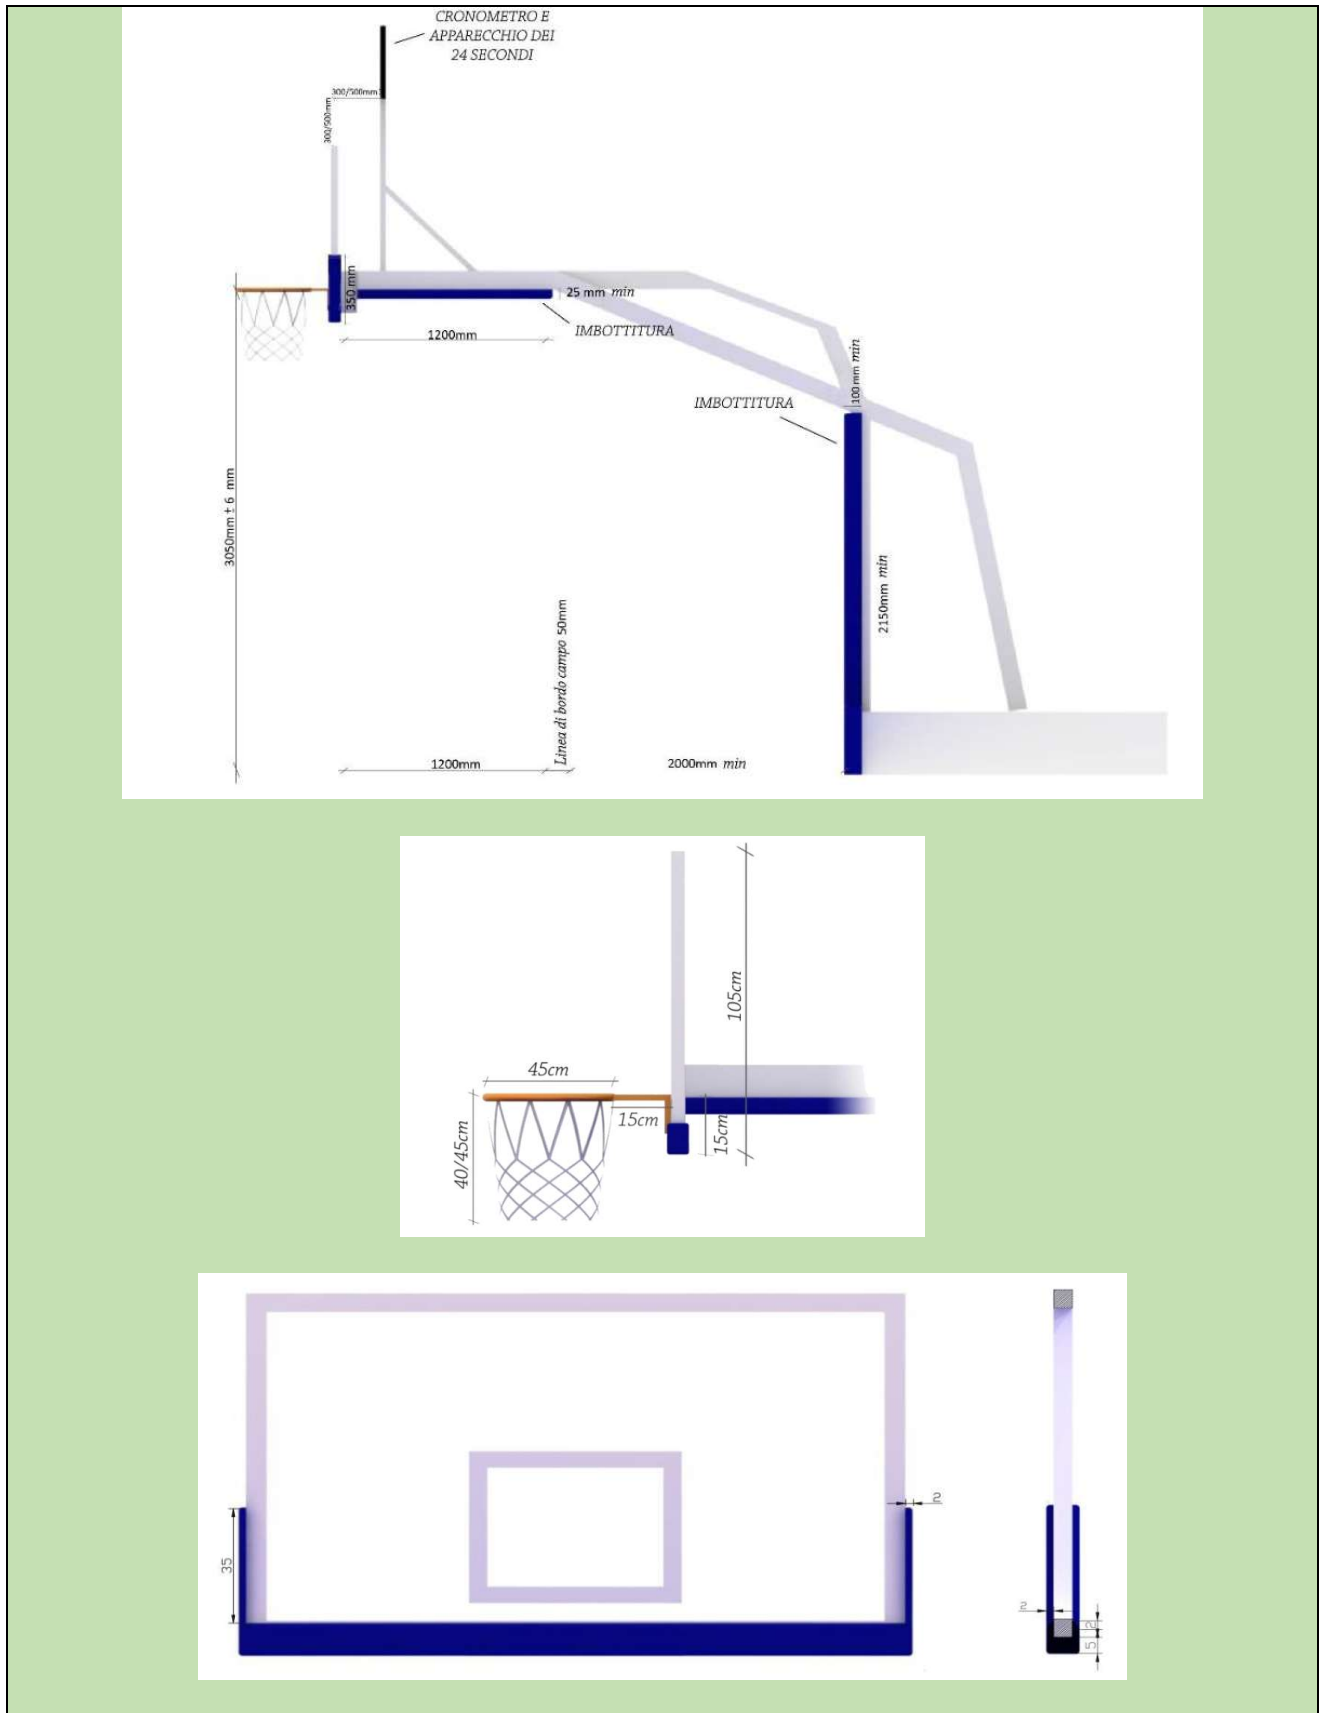 CRONOMETRO E
APPARECCHIO DEI
24 SECONDI
300/500mm
300/500mm
350 mm
25 mm min
1200mm
IMBOTTITURA
100 mm min
IMBOTTITURA
3050mm ± 6 mm
2150mm min
Linea di bordo campo 50mm
1200mm
2000mm min
105cm
45cm
15cm
15cm
40/45cm
2
35
2
2
5